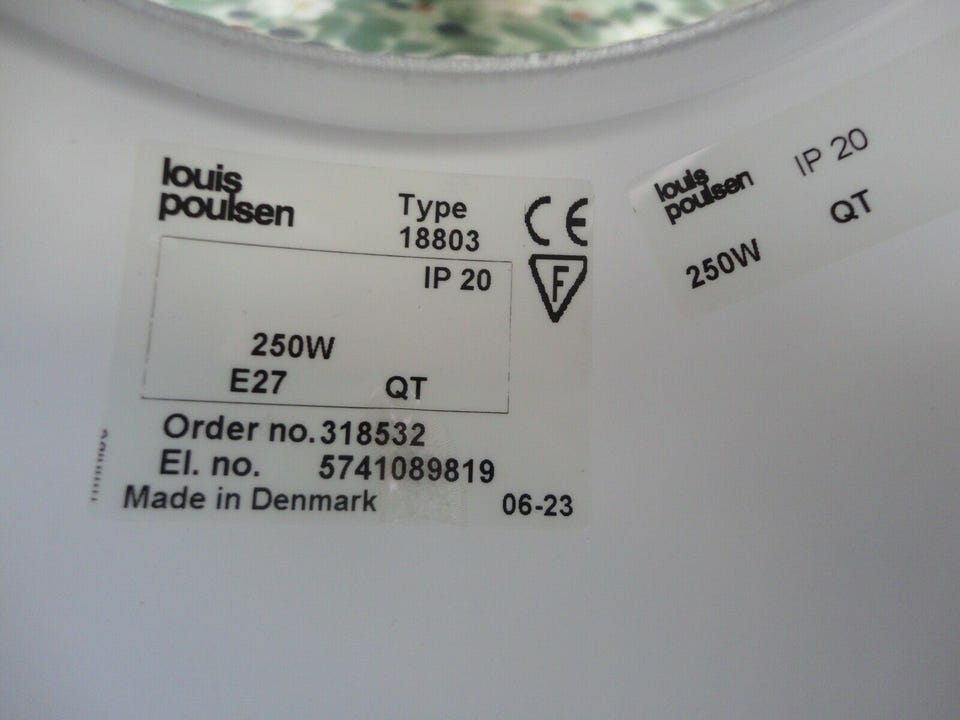 louis
poulsen
Type
18803
CE
F
IP 20
250W
E27 QT
Order no. 318532
El. no. 5741089819
Made in Denmark 06-23
louis
poulsen
IP 20
250W QT